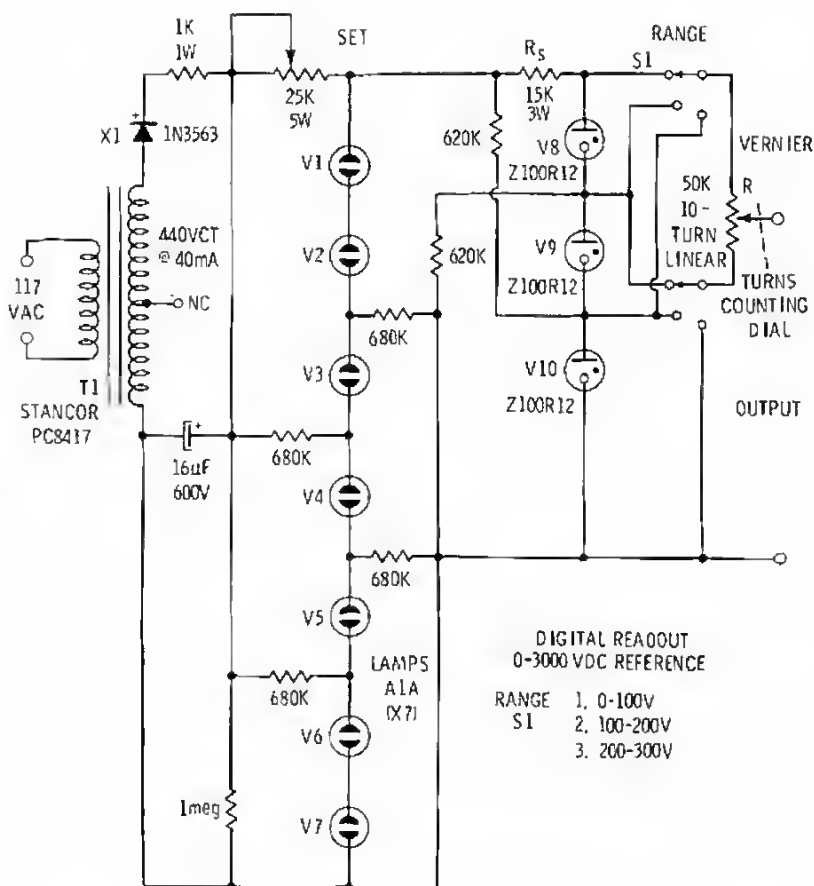 1K
1W
SET
RS
RANGE
S1
X1
1N3563
25K
5W
15K
3W
620K
V8
Z100R12
VERNIER
V1
50K
10-
TURN
LINEAR
R
117
VAC
440VCT
@ 40mA
NC
V2
620K
V9
Z100R12
TURNS
COUNTING
DIAL
680K
V3
V10
Z100R12
T1
STANCOR
PC8417
OUTPUT
16uF
600V
+
680K
V4
680K
V5
LAMPS
A1A
(X7)
680K
DIGITAL READOUT
0-3000 VDC REFERENCE
RANGE
S1
1. 0-100V
2. 100-200V
3. 200-300V
V6
1meg
V7